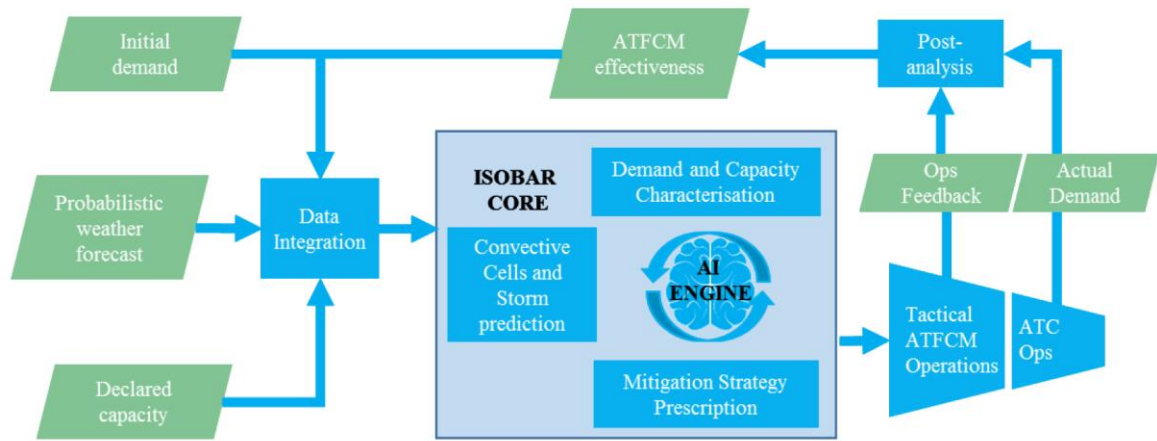 Initial
demand
ATFCM
effectiveness
Post-
analysis
Probabilistic
weather
forecast
Data
Integration
Declared
capacity
ISOBAR
CORE
Demand and Capacity
Characterisation
Convective
Cells and
Storm
prediction
AI
ENGINE
Mitigation Strategy
Prescription
Ops
Feedback
Actual
Demand
Tactical
ATFCM
Operations
ATC
Ops